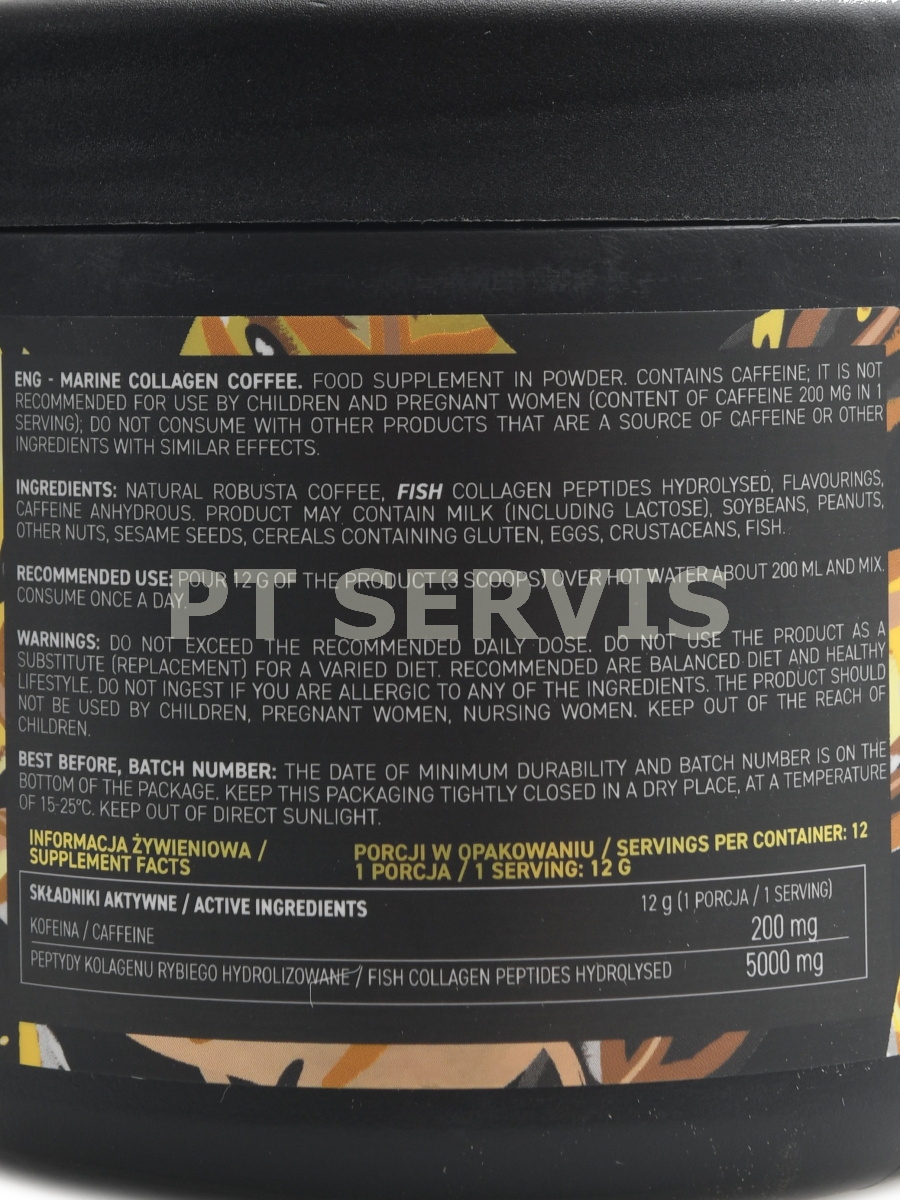 ENG - MARINE COLLAGEN COFFEE. FOOD SUPPLEMENT IN POWDER. CONTAINS CAFFEINE; IT IS NOT
RECOMMENDED FOR USE BY CHILDREN AND PREGNANT WOMEN (CONTENT OF CAFFEINE 200 MG IN 1
SERVING); DO NOT CONSUME WITH OTHER PRODUCTS THAT ARE A SOURCE OF CAFFEINE OR OTHER
INGREDIENTS WITH SIMILAR EFFECTS.
INGREDIENTS: NATURAL ROBUSTA COFFEE, FISH COLLAGEN PEPTIDES HYDROLYSED, FLAVOURINGS,
CAFFEINE ANHYDROUS. PRODUCT MAY CONTAIN MILK (INCLUDING LACTOSE), SOYBEANS, PEANUTS,
OTHER NUTS, SESAME SEEDS, CEREALS CONTAINING GLUTEN, EGGS, CRUSTACEANS, FISH.
RECOMMENDED USE: POUR 12 G OF THE PRODUCT (3 SCOOPS) OVER HOT WATER ABOUT 200 ML AND MIX.
CONSUME ONCE A DAY.
PT SERVIS
WARNINGS: DO NOT EXCEED THE RECOMMENDED DAILY DOSE. DO NOT USE THE PRODUCT AS A
SUBSTITUTE (REPLACEMENT) FOR A VARIED DIET. RECOMMENDED ARE BALANCED DIET AND HEALTHY
LIFESTYLE. DO NOT INGEST IF YOU ARE ALLERGIC TO ANY OF THE INGREDIENTS. THE PRODUCT SHOULD
NOT BE USED BY CHILDREN, PREGNANT WOMEN, NURSING WOMEN. KEEP OUT OF THE REACH OF
CHILDREN.
BEST BEFORE, BATCH NUMBER: THE DATE OF MINIMUM DURABILITY AND BATCH NUMBER IS ON THE
BOTTOM OF THE PACKAGE. KEEP THIS PACKAGING TIGHTLY CLOSED IN A DRY PLACE, AT A TEMPERATURE
OF 15-25°C. KEEP OUT OF DIRECT SUNLIGHT.
INFORMACJA ŻYWIENIOWA /
SUPPLEMENT FACTS
PORCJI W OPAKOWANIU / SERVINGS PER CONTAINER: 12
1 PORCJA / 1 SERVING: 12 G
SKŁADNIKI AKTYWNE / ACTIVE INGREDIENTS 12 g (1 PORCJA / 1 SERVING)
KOFEINA / CAFFEINE 200 mg
PEPTYDY KOLAGENU RYBIEGO HYDROLIZOWANE / FISH COLLAGEN PEPTIDES HYDROLYSED 5000 mg